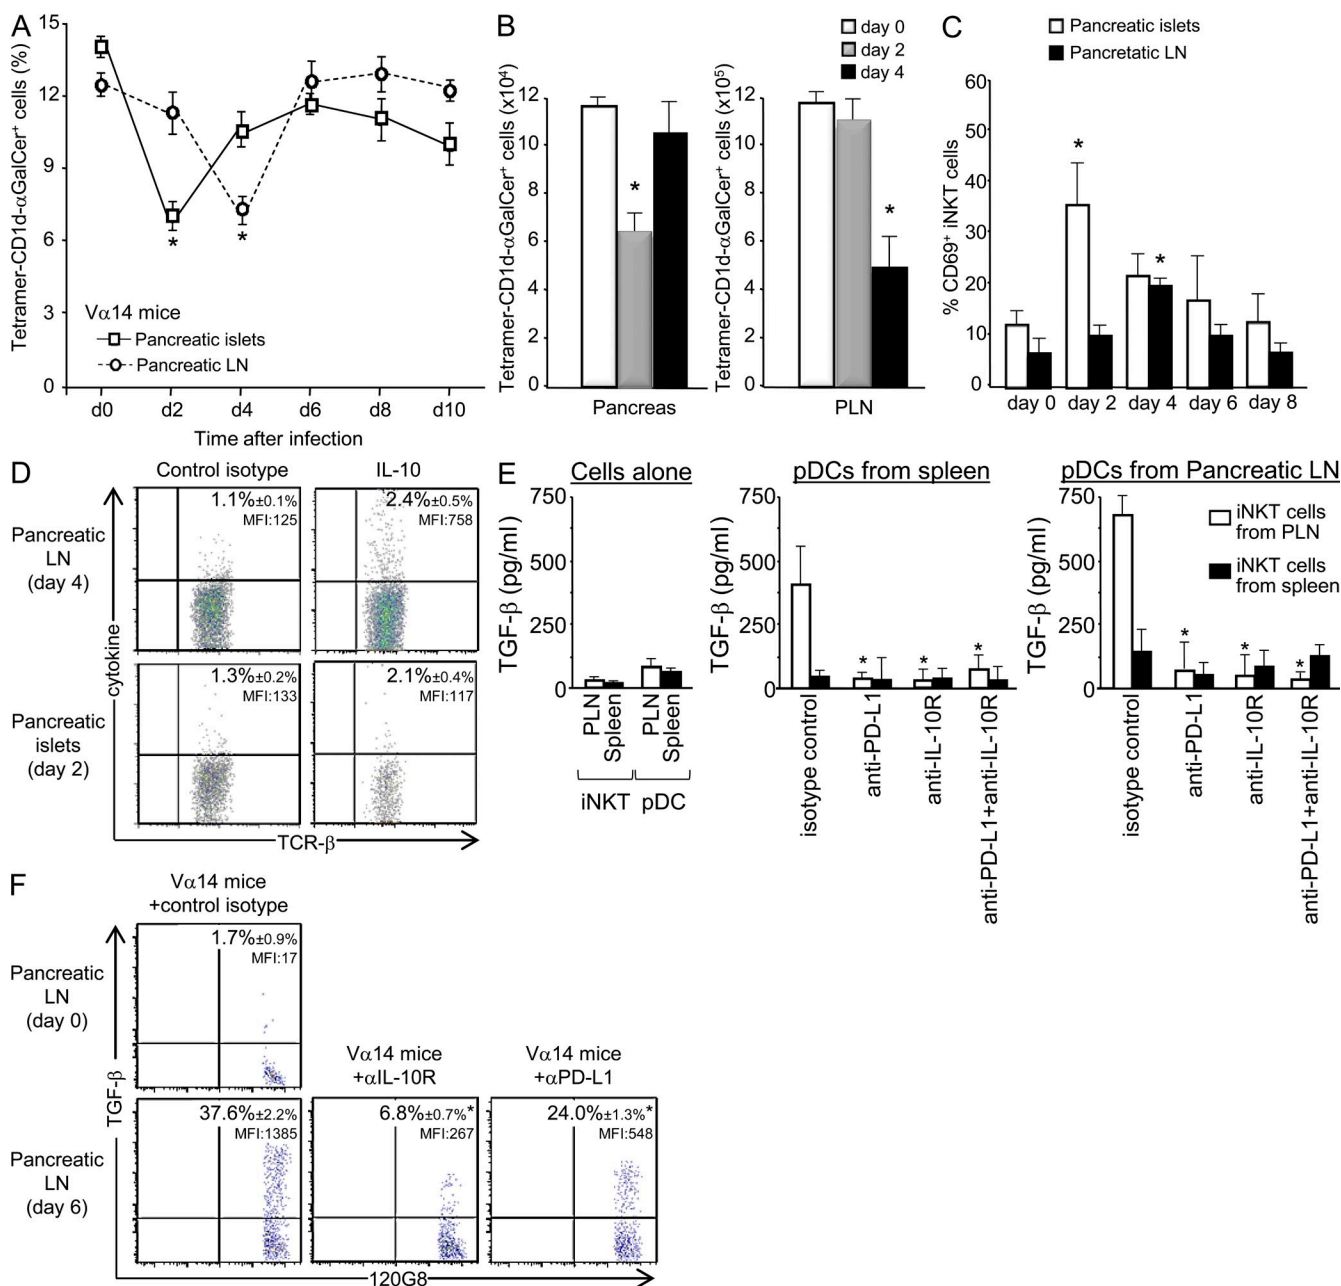 A
Tetramer-CD1d-αGalCer⁺ cells (%)
15
12
9
6
3
0
*
*
Vα14 mice
Pancreatic islets
Pancreatic LN
d0 d2 d4 d6 d8 d10
Time after infection
B
day 0
day 2
day 4
Tetramer-CD1d-αGalCer⁺ cells (x10⁴)
12
10
8
6
4
2
0
*
Pancreas
Tetramer-CD1d-αGalCer⁺ cells (x10⁵)
12
10
8
6
4
2
0
*
PLN
C
Pancreatic islets
Pancretatic LN
% CD69⁺ iNKT cells
60
50
40
30
20
10
0
*
*
day 0 day 2 day 4 day 6 day 8
D
Control isotype
IL-10
Pancreatic
LN
(day 4)
1.1%±0.1%
MFI:125
2.4%±0.5%
MFI:758
Pancreatic
islets
(day 2)
1.3%±0.2%
MFI:133
2.1%±0.4%
MFI:117
cytokine
TCR-β
E
Cells alone
TGF-β (pg/ml)
750
500
250
0
PLN
Spleen
PLN
Spleen
iNKT pDC
pDCs from spleen
TGF-β (pg/ml)
750
500
250
0
* * *
isotype control
anti-PD-L1
anti-IL-10R
anti-PD-L1+anti-IL-10R
pDCs from Pancreatic LN
TGF-β (pg/ml)
750
500
250
0
iNKT cells
from PLN
iNKT cells
from spleen
* * *
isotype control
anti-PD-L1
anti-IL-10R
anti-PD-L1+anti-IL-10R
F
Vα14 mice
+control isotype
Pancreatic
LN
(day 0)
1.7%±0.9%
MFI:17
Vα14 mice
+αIL-10R
Vα14 mice
+αPD-L1
Pancreatic
LN
(day 6)
37.6%±2.2%
MFI:1385
6.8%±0.7%*
MFI:267
24.0%±1.3%*
MFI:548
TGF-β
120G8